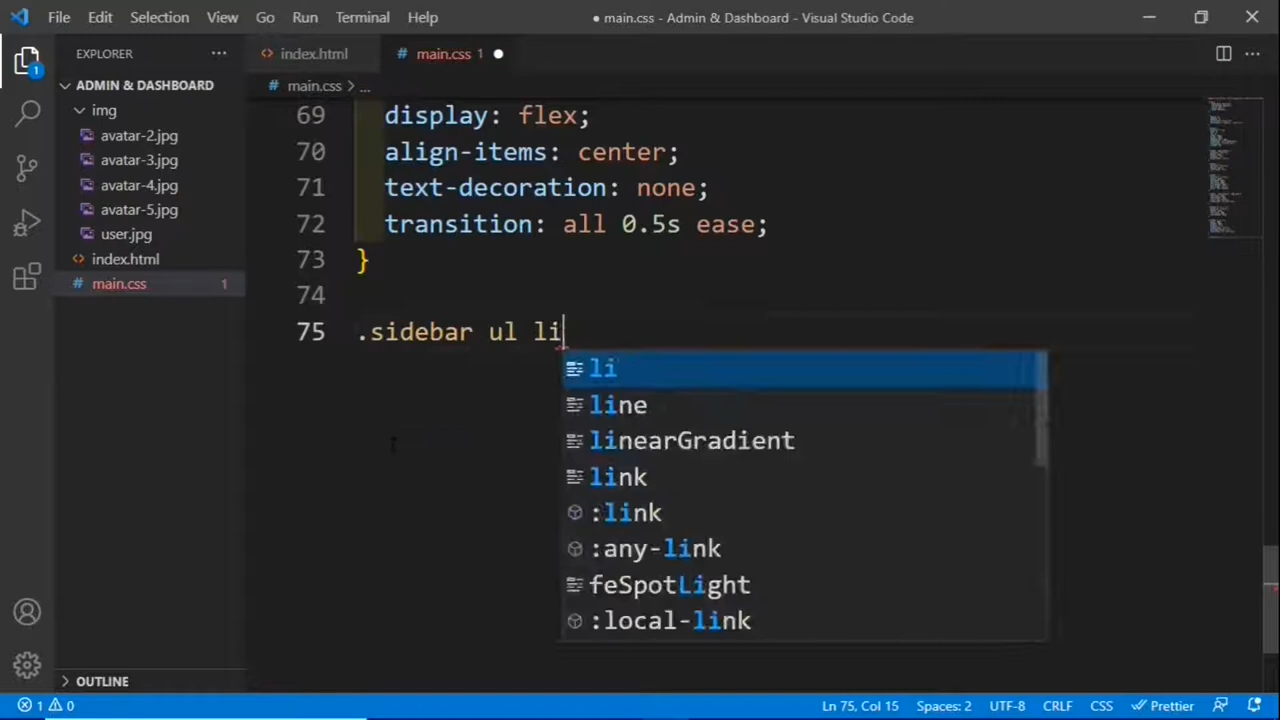 File Edit Selection View Go Run Terminal Help ● main.css - Admin & Dashboard - Visual Studio Code
EXPLORER ... index.html main.css 1
ADMIN & DASHBOARD
main.css > ...
img
avatar-2.jpg
avatar-3.jpg
avatar-4.jpg
avatar-5.jpg
user.jpg
index.html
main.css 1
1
69 display: flex;
70 align-items: center;
71 text-decoration: none;
72 transition: all 0.5s ease;
73 }
74
75 .sidebar ul li
li
line
linearGradient
link
:link
:any-link
feSpotLight
:local-link
OUTLINE
1 0 Ln 75, Col 15 Spaces: 2 UTF-8 CRLF CSS Prettier